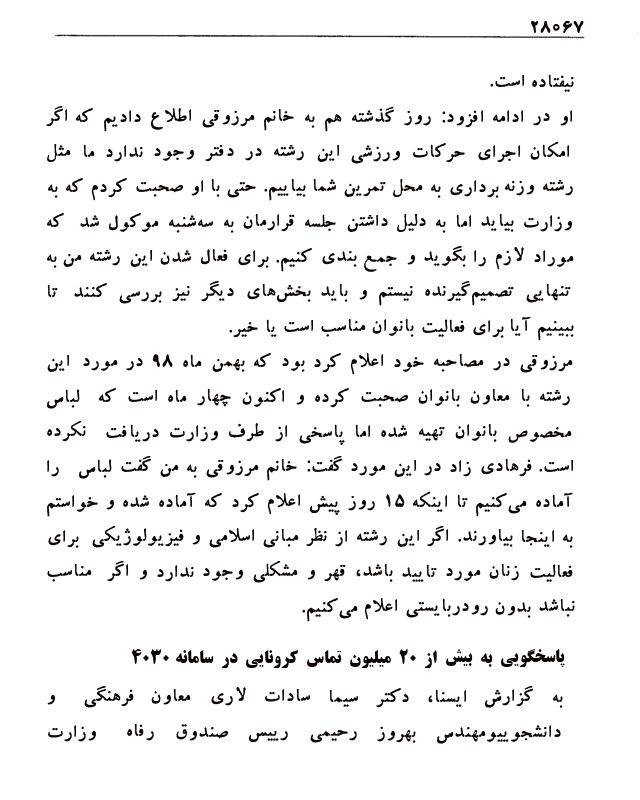 ۲۸۰۶۷
نیفتاده است.
او در ادامه افزود: روز گذشته هم به خانم مرزوقی اطلاع دادیم که اگر
امکان اجرای حرکات ورزشی این رشته در دفتر وجود ندارد ما مثل
رشته وزنه برداری به محل تمرین شما بیاییم. حتی با او صحبت کردم که به
وزارت بیاید اما به دلیل داشتن جلسه قرارمان به سه‌شنبه موکول شد که
موراد لازم را بگوید و جمع بندی کنیم. برای فعال شدن این رشته من به
تنهایی تصمیم‌گیرنده نیستم و باید بخش‌های دیگر نیز بررسی کنند تا
ببینیم آیا برای فعالیت بانوان مناسب است یا خیر.
مرزوقی در مصاحبه خود اعلام کرد بود که بهمن ماه ۹۸ در مورد این
رشته با معاون بانوان صحبت کرده و اکنون چهار ماه است که لباس
مخصوص بانوان تهیه شده اما پاسخی از طرف وزارت دریافت نکرده
است. فرهادی زاد در این مورد گفت: خانم مرزوقی به من گفت لباس را
آماده می‌کنیم تا اینکه ۱۵ روز پیش اعلام کرد که آماده شده و خواستم
به اینجا بیاورند. اگر این رشته از نظر مبانی اسلامی و فیزیولوژیکی برای
فعالیت زنان مورد تایید باشد، قهر و مشکلی وجود ندارد و اگر مناسب
نباشد بدون رودربایستی اعلام می‌کنیم.
پاسخگویی به بیش از ۲۰ میلیون تماس کرونایی در سامانه ۴۰۳۰
به گزارش ایسنا، دکتر سیما سادات لاری معاون فرهنگی و
دانشجوییومهندس بهروز رحیمی رییس صندوق رفاه وزارت